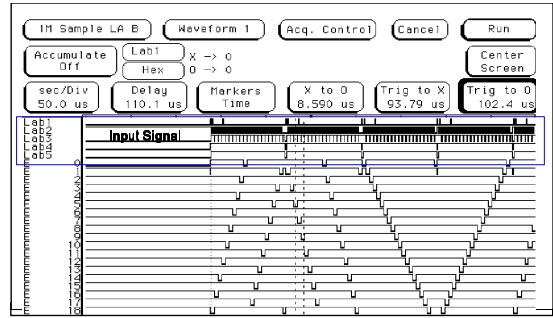 1M Sample LA B
Waveform 1
Acq. Control
Cancel
Run
Accumulate
Off
Lab1
Hex
X -> 0
O -> 0
Center
Screen
sec/Div
50.0 us
Delay
110.1 us
Markers
Time
X to O
8.590 us
Trig to X
93.79 us
Trig to O
102.4 us
Lab1
Lab2
Lab3
Lab4
Lab5
Input Signal
E 0
E 1
E 2
E 3
E 4
E 5
E 6
E 7
E 8
E 9
E 10
E 11
E 12
E 13
E 14
E 15
E 16
E 17
E 18